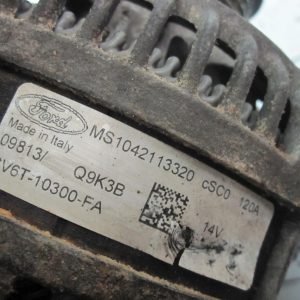 Ford
MS1042113320 cSC0 120A
Made in Italy
09813/ Q9K3B
14V
V6T-10300-FA